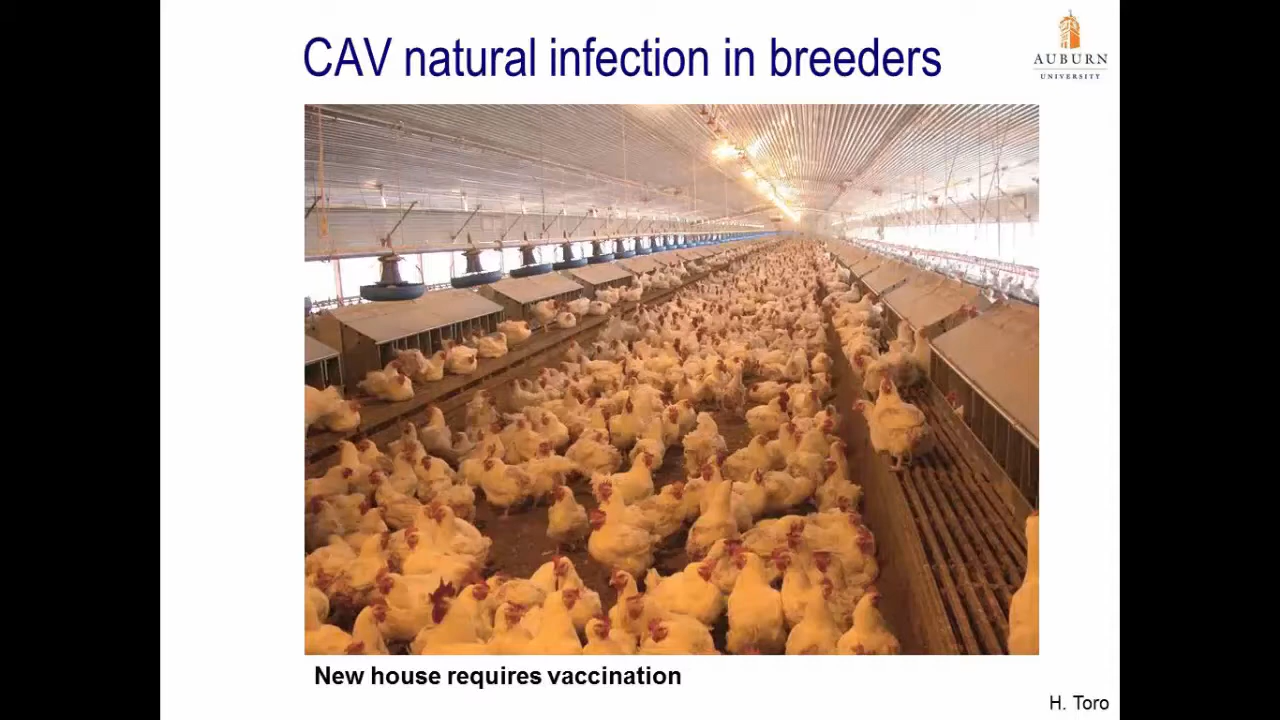 CAV natural infection in breeders
AUBURN
UNIVERSITY
New house requires vaccination
H. Toro